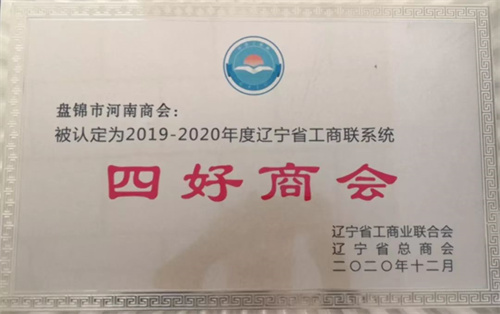 盘锦市河南商会：
被认定为2019-2020年度辽宁省工商联系统
四好商会
辽宁省工商业联合会
辽宁省总商会
二〇二〇年十二月